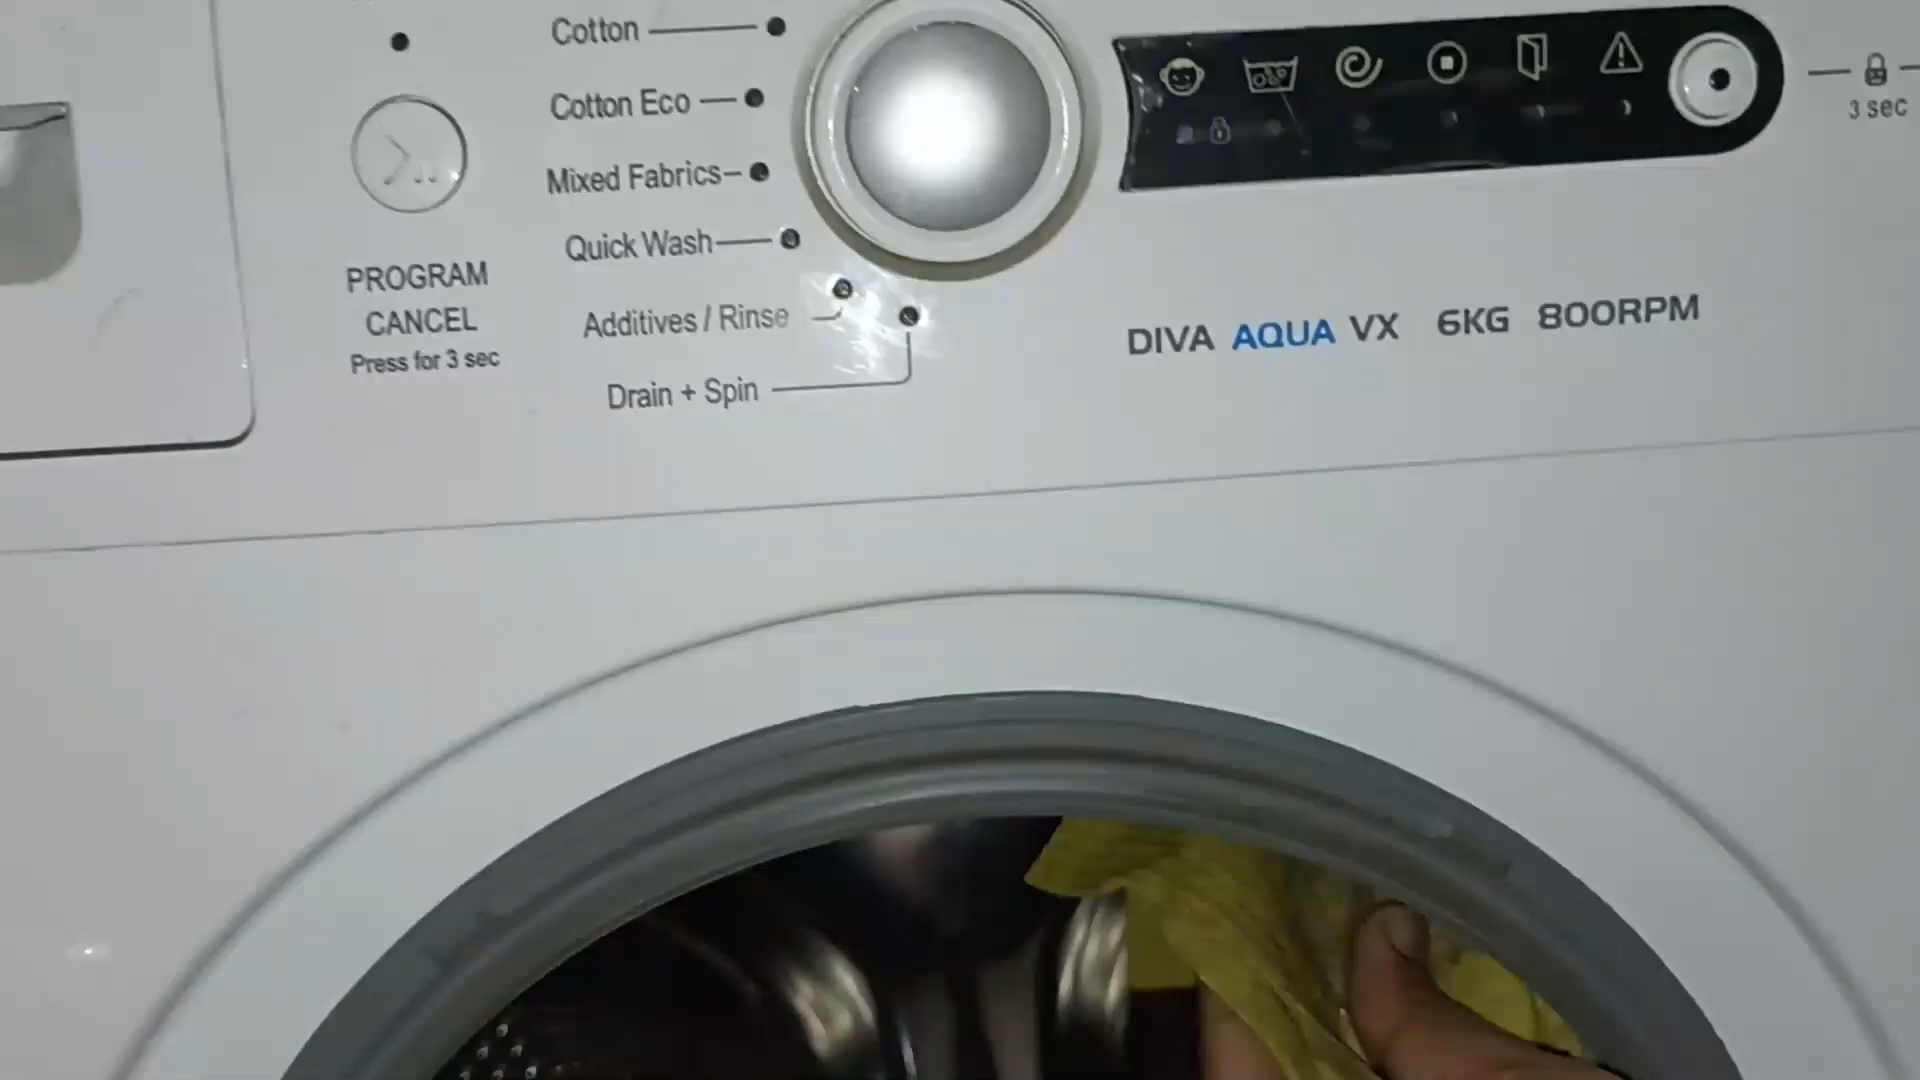 Cotton
Cotton Eco
Mixed Fabrics
Quick Wash
Additives / Rinse
Drain + Spin
PROGRAM
CANCEL
Press for 3 sec
3 sec
DIVA AQUA VX 6KG 800RPM